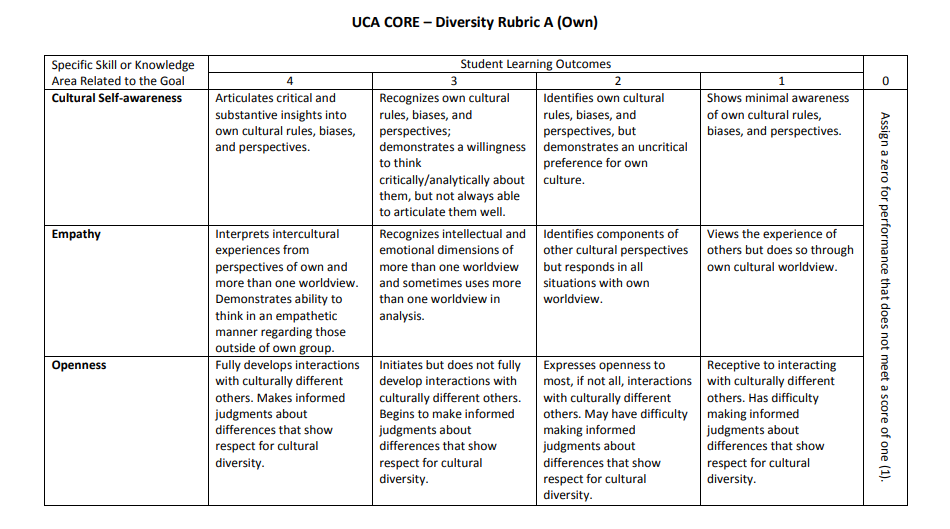 UCA CORE – Diversity Rubric A (Own)
Specific Skill or Knowledge
Area Related to the Goal
Student Learning Outcomes
4
3
2
1
0
Cultural Self-awareness
Articulates critical and
substantive insights into
own cultural rules, biases,
and perspectives.
Recognizes own cultural
rules, biases, and
perspectives;
demonstrates a willingness
to think
critically/analytically about
them, but not always able
to articulate them well.
Identifies own cultural
rules, biases, and
perspectives, but
demonstrates an uncritical
preference for own
culture.
Shows minimal awareness
of own cultural rules,
biases, and perspectives.
Assign a zero for performance that does not meet a score of one (1).
Empathy
Interprets intercultural
experiences from
perspectives of own and
more than one worldview.
Demonstrates ability to
think in an empathetic
manner regarding those
outside of own group.
Recognizes intellectual and
emotional dimensions of
more than one worldview
and sometimes uses more
than one worldview in
analysis.
Identifies components of
other cultural perspectives
but responds in all
situations with own
worldview.
Views the experience of
others but does so through
own cultural worldview.
Openness
Fully develops interactions
with culturally different
others. Makes informed
judgments about
differences that show
respect for cultural
diversity.
Initiates but does not fully
develop interactions with
culturally different others.
Begins to make informed
judgments about
differences that show
respect for cultural
diversity.
Expresses openness to
most, if not all, interactions
with culturally different
others. May have difficulty
making informed
judgments about
differences that show
respect for cultural
diversity.
Receptive to interacting
with culturally different
others. Has difficulty
making informed
judgments about
differences that show
respect for cultural
diversity.